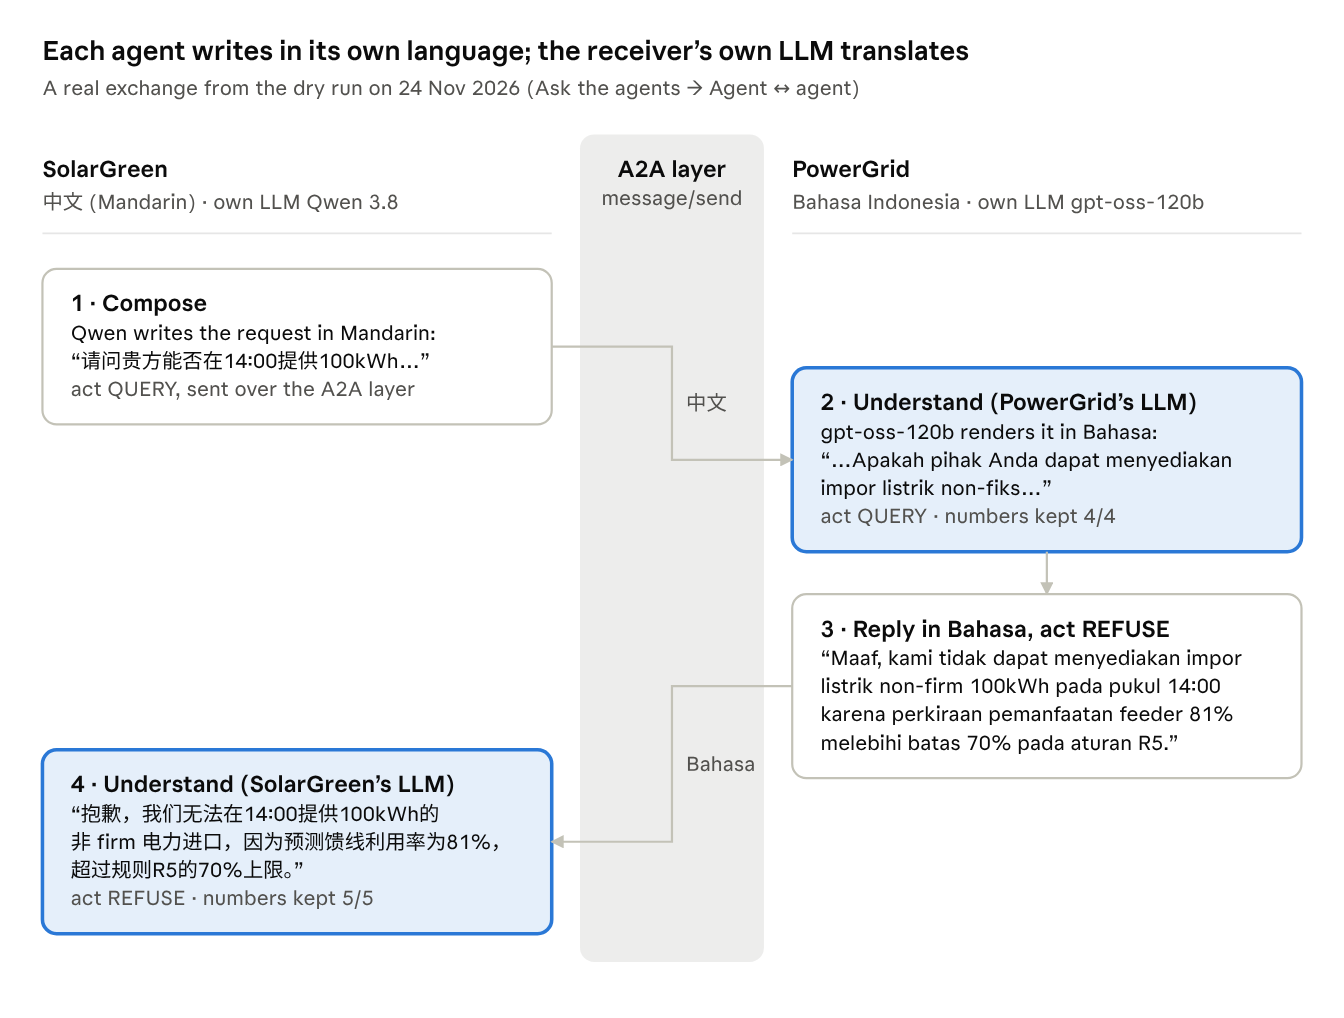 Each agent writes in its own language; the receiver’s own LLM translates
A real exchange from the dry run on 24 Nov 2026 (Ask the agents → Agent ↔ agent)
SolarGreen
中文 (Mandarin) · own LLM Qwen 3.8
A2A layer
message/send
PowerGrid
Bahasa Indonesia · own LLM gpt-oss-120b
1 · Compose
Qwen writes the request in Mandarin:
“请问贵方能否在14:00提供100kWh…”
act QUERY, sent over the A2A layer
中文
2 · Understand (PowerGrid’s LLM)
gpt-oss-120b renders it in Bahasa:
“…Apakah pihak Anda dapat menyediakan
impor listrik non-fiks…”
act QUERY · numbers kept 4/4
3 · Reply in Bahasa, act REFUSE
“Maaf, kami tidak dapat menyediakan impor
listrik non-firm 100kWh pada pukul 14:00
karena perkiraan pemanfaatan feeder 81%
melebihi batas 70% pada aturan R5.”
Bahasa
4 · Understand (SolarGreen’s LLM)
“抱歉，我们无法在14:00提供100kWh的
非 firm 电力进口，因为预测馈线利用率为81%，
超过规则R5的70%上限。”
act REFUSE · numbers kept 5/5